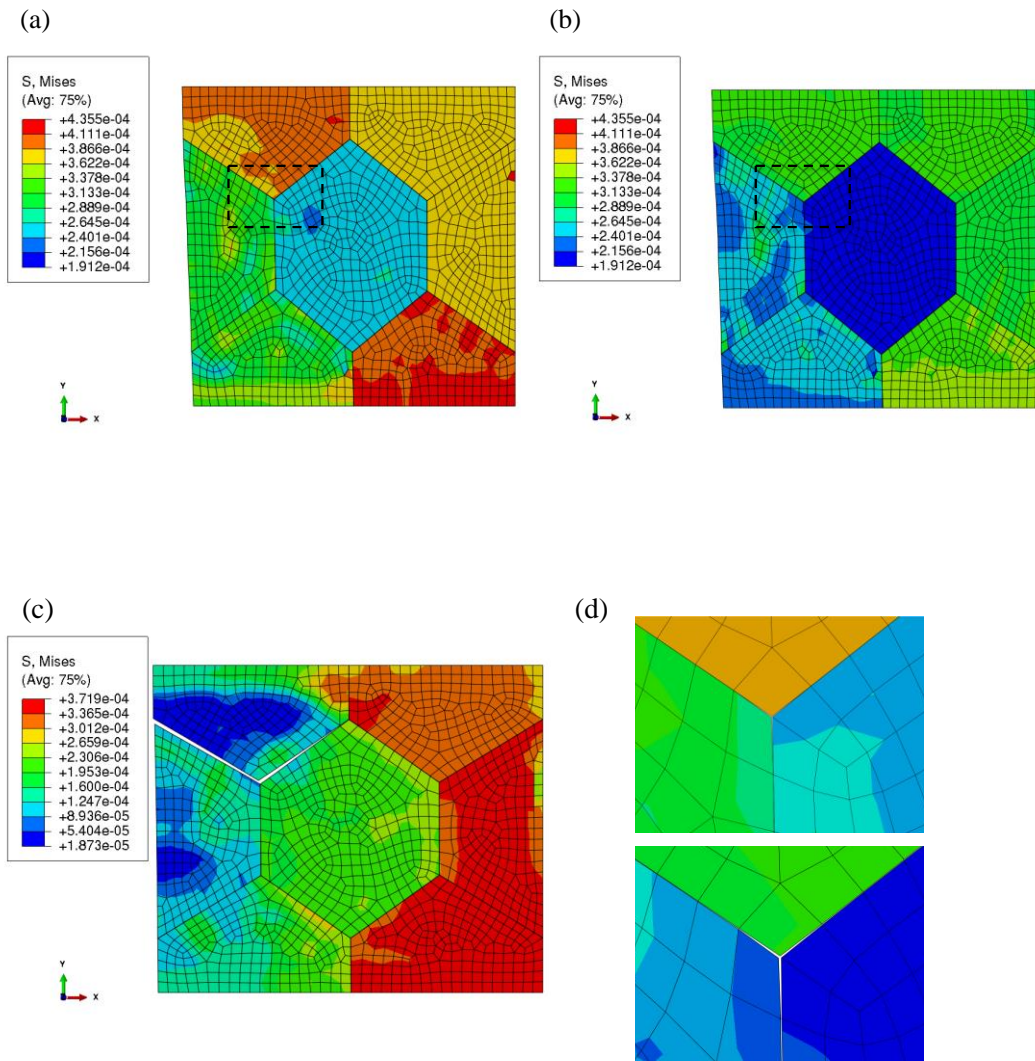 (a)
S, Mises
(Avg: 75%)
+4.355e-04
+4.111e-04
+3.866e-04
+3.622e-04
+3.378e-04
+3.133e-04
+2.889e-04
+2.645e-04
+2.401e-04
+2.156e-04
+1.912e-04
Y
X
(b)
S, Mises
(Avg: 75%)
+4.355e-04
+4.111e-04
+3.866e-04
+3.622e-04
+3.378e-04
+3.133e-04
+2.889e-04
+2.645e-04
+2.401e-04
+2.156e-04
+1.912e-04
Y
X
(c)
S, Mises
(Avg: 75%)
+3.719e-04
+3.365e-04
+3.012e-04
+2.659e-04
+2.306e-04
+1.953e-04
+1.600e-04
+1.247e-04
+8.936e-05
+5.404e-05
+1.873e-05
Y
X
(d)